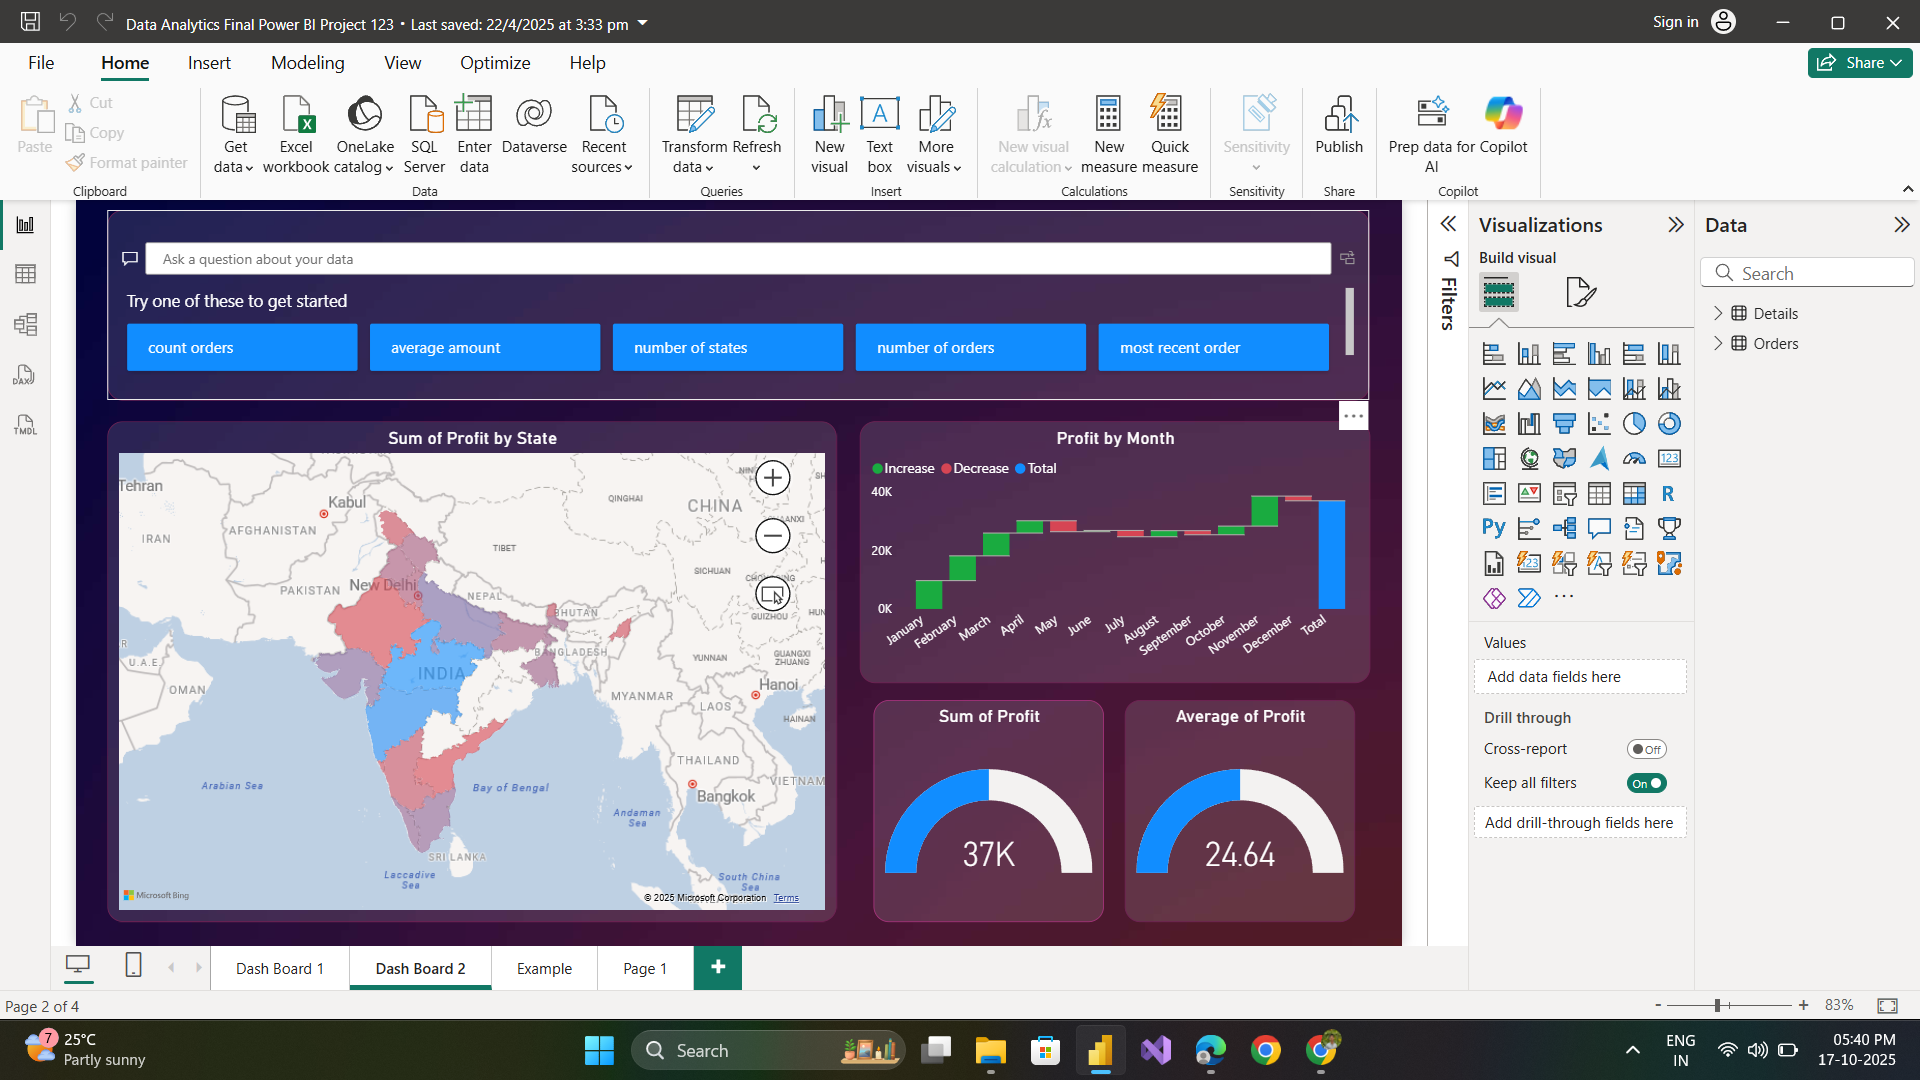 Data Analytics Final Power BI Project 123 • Last saved: 22/4/2025 at 3:33 pm
Sign in
File Home Insert Modeling View Optimize Help
Share
Paste
Cut
Copy
Format painter
Clipboard
Get data
Excel workbook
OneLake catalog
SQL Server
Enter data
Dataverse
Recent sources
Data
Transform data
Refresh
Queries
New visual
Text box
More visuals
Insert
New visual calculation
New measure
Quick measure
Calculations
Sensitivity
Sensitivity
Publish
Share
Prep data for AI
Copilot
Copilot
Ask a question about your data
Try one of these to get started
count orders
average amount
number of states
number of orders
most recent order
Sum of Profit by State
Tehran
Kabul
QINGHAI
CHINA
AFGHANISTAN
IRAN
TIBET
SICHUAN
PAKISTAN
New Delhi
NEPAL
BHUTAN
GUIZHOU
BANGLADESH
YUNNAN
GUANGXI ZHUANG
U.A.E.
INDIA
OMAN
MYANMAR
Hanoi
LAOS
HAINAN
THAILAND
VIETNAM
Arabian Sea
Bay of Bengal
Bangkok
Andaman Sea
SRI LANKA
Laccadive Sea
South China Sea
Microsoft Bing
© 2025 Microsoft Corporation Terms
Profit by Month
Increase Decrease Total
40K
20K
0K
January February March April May June July August September October November December Total
Sum of Profit
37K
Average of Profit
24.64
Filters
Visualizations
Build visual
123
R
Py
123
Values
Add data fields here
Drill through
Cross-report
Off
Keep all filters
On
Add drill-through fields here
Data
Search
Details
Orders
DAX
TMDL
Dash Board 1
Dash Board 2
Example
Page 1
Page 2 of 4
- + 83%
7
25°C
Partly sunny
Search
ENG
IN
05:40 PM
17-10-2025